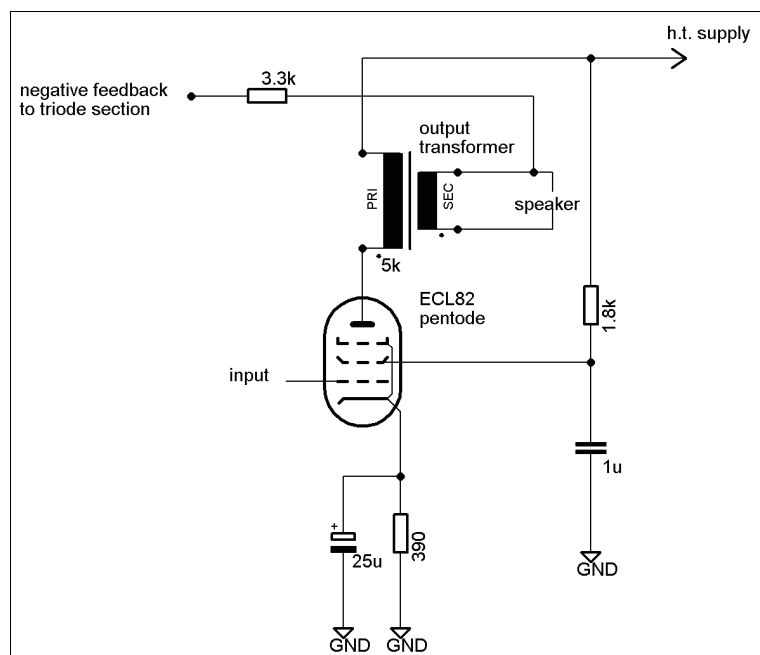 h.t. supply
negative feedback
to triode section
3.3k
output
transformer
PRI
SEC
speaker
5k
ECL82
pentode
1.8k
input
1u
+
25u
390
GND
GND
GND